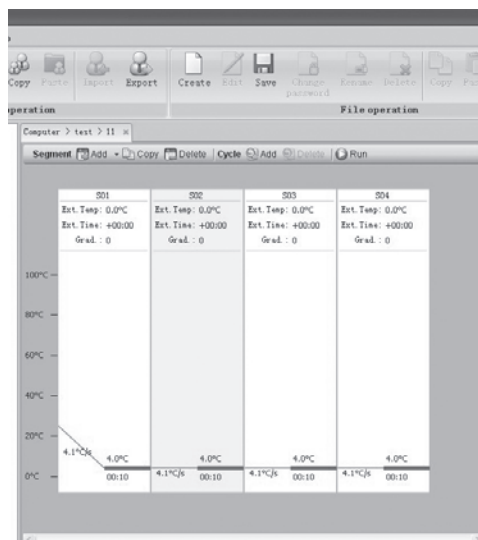 Copy Paste Import Export Create Edit Save Change password Rename Delete Copy
operation File operation
Computer > test > 11 ×
Segment Add Copy Delete | Cycle Add Delete | Run
S01 S02 S03 S04
Ext.Temp: 0.0°C Ext.Temp: 0.0°C Ext.Temp: 0.0°C Ext.Temp: 0.0°C
Ext.Time: +00:00 Ext.Time: +00:00 Ext.Time: +00:00 Ext.Time: +00:00
Grad.: 0 Grad.: 0 Grad.: 0 Grad.: 0
100°C
80°C
60°C
40°C
20°C
4.1°C/s 4.0°C 4.0°C 4.0°C 4.0°C
0°C 00:10 4.1°C/s 00:10 4.1°C/s 00:10 4.1°C/s 00:10